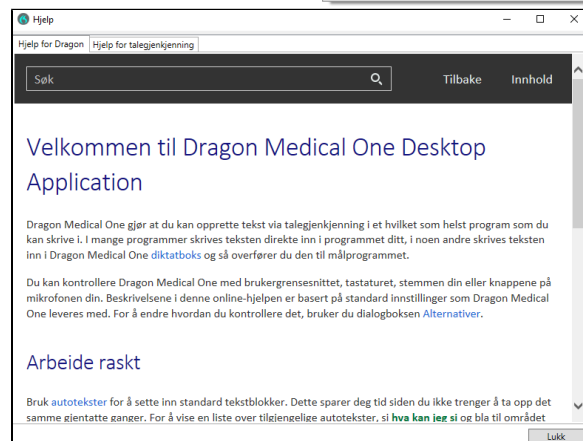 Hjelp
Hjelp for Dragon Hjelp for talegjenkjenning
Søk Tilbake Innhold
Velkommen til Dragon Medical One Desktop
Application
Dragon Medical One gjør at du kan opprette tekst via talegjenkjenning i et hvilket som helst program som du
kan skrive i. I mange programmer skrives teksten direkte inn i programmet ditt, i noen andre skrives teksten
inn i Dragon Medical One diktatboks og så overfører du den til målprogrammet.
Du kan kontrollere Dragon Medical One med brukergrensesnittet, tastaturet, stemmen din eller knappene på
mikrofonen din. Beskrivelsene i denne online-hjelpen er basert på standard innstillinger som Dragon Medical
One leveres med. For å endre hvordan du kontrollere det, bruker du dialogboksen Alternativer.
Arbeide raskt
Bruk autotekster for å sette inn standard tekstblokker. Dette sparer deg tid siden du ikke trenger å ta opp det
samme gjentatte ganger. For å vise en liste over tilgjengelige autotekster, si hva kan jeg si og bla til området
Lukk